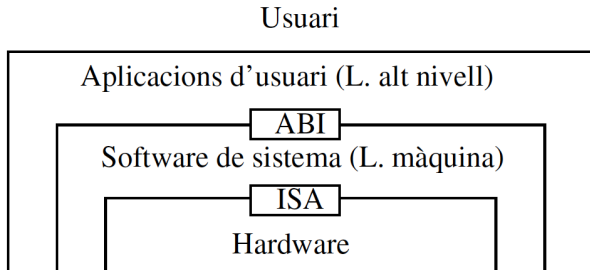 Usuari
Aplicacions d’usuari (L. alt nivell)
ABI
Software de sistema (L. màquina)
ISA
Hardware